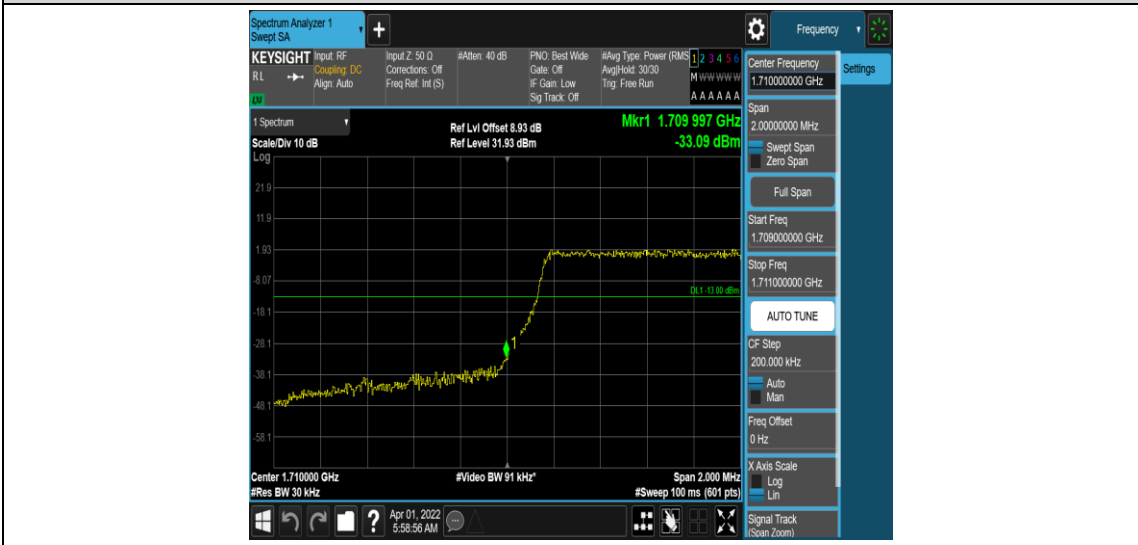 Spectrum Analyzer 1
Swept SA
+
Frequency
KEYSIGHT
RL
LNI
Input: RF
Coupling: DC
Align: Auto
Input Z: 50 Ω
Corrections: Off
Freq Ref: Int (S)
#Atten: 40 dB
PNO: Best Wide
Gate: Off
IF Gain: Low
Sig Track: Off
#Avg Type: Power (RMS
Avg|Hold: 30/30
Trig: Free Run
1 2 3 4 5 6
M W W W W W
A A A A A A
1 Spectrum
Scale/Div 10 dB
Log
Ref Lvl Offset 8.93 dB
Ref Level 31.93 dBm
Mkr1 1.709 997 GHz
-33.09 dBm
21.9
11.9
1.93
-8.07
DL1 -13.00 dBm
-18.1
1
-28.1
-38.1
-48.1
-58.1
Center 1.710000 GHz
#Res BW 30 kHz
#Video BW 91 kHz*
Span 2.000 MHz
#Sweep 100 ms (601 pts)
Center Frequency
1.710000000 GHz
Settings
Span
2.00000000 MHz
Swept Span
Zero Span
Full Span
Start Freq
1.709000000 GHz
Stop Freq
1.711000000 GHz
AUTO TUNE
CF Step
200.000 kHz
Auto
Man
Freq Offset
0 Hz
X Axis Scale
Log
Lin
Signal Track
(Span Zoom)
?
Apr 01, 2022
5:58:56 AM